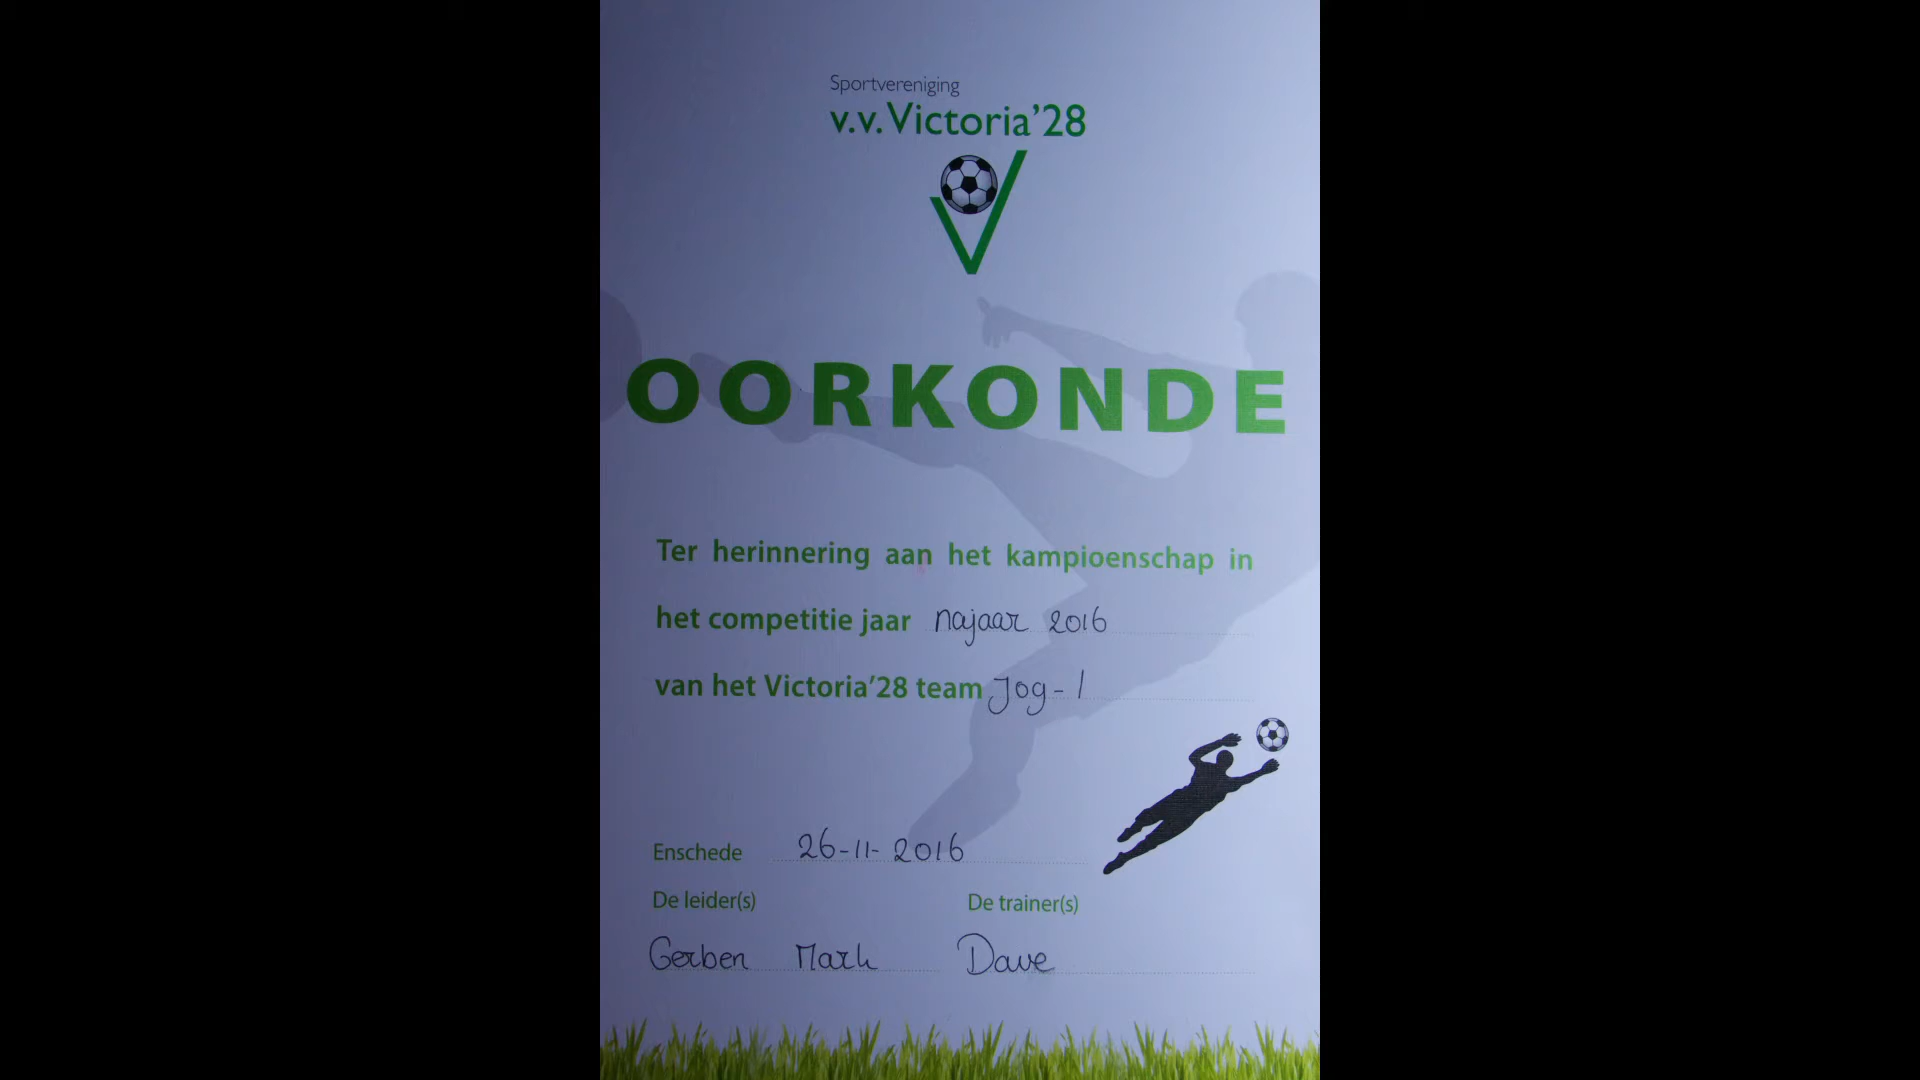 Sportvereniging
v.v. Victoria'28
OORKONDE
Ter herinnering aan het kampioenschap in
het competitie jaar najaar 2016
van het Victoria'28 team Jog-1
Enschede 26-11-2016
De leider(s) De trainer(s)
Gerben Mark Dave